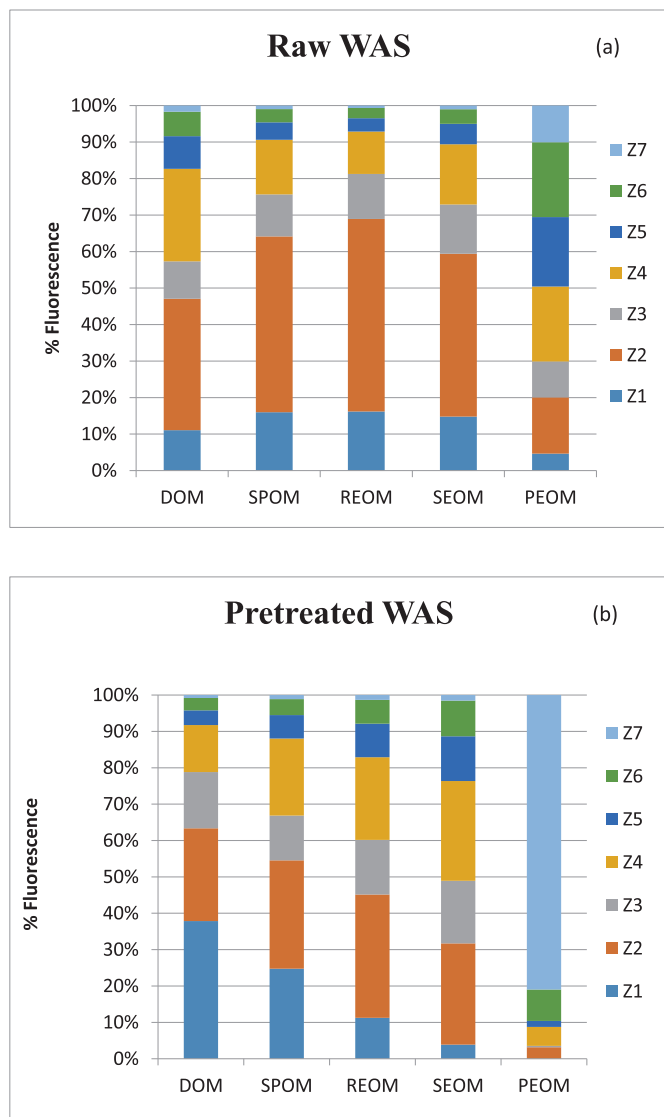 Raw WAS
(a)
% Fluorescence
100%
90%
80%
70%
60%
50%
40%
30%
20%
10%
0%
DOM SPOM REOM SEOM PEOM
Z7
Z6
Z5
Z4
Z3
Z2
Z1
Pretreated WAS
(b)
% Fluorescence
100%
90%
80%
70%
60%
50%
40%
30%
20%
10%
0%
DOM SPOM REOM SEOM PEOM
Z7
Z6
Z5
Z4
Z3
Z2
Z1